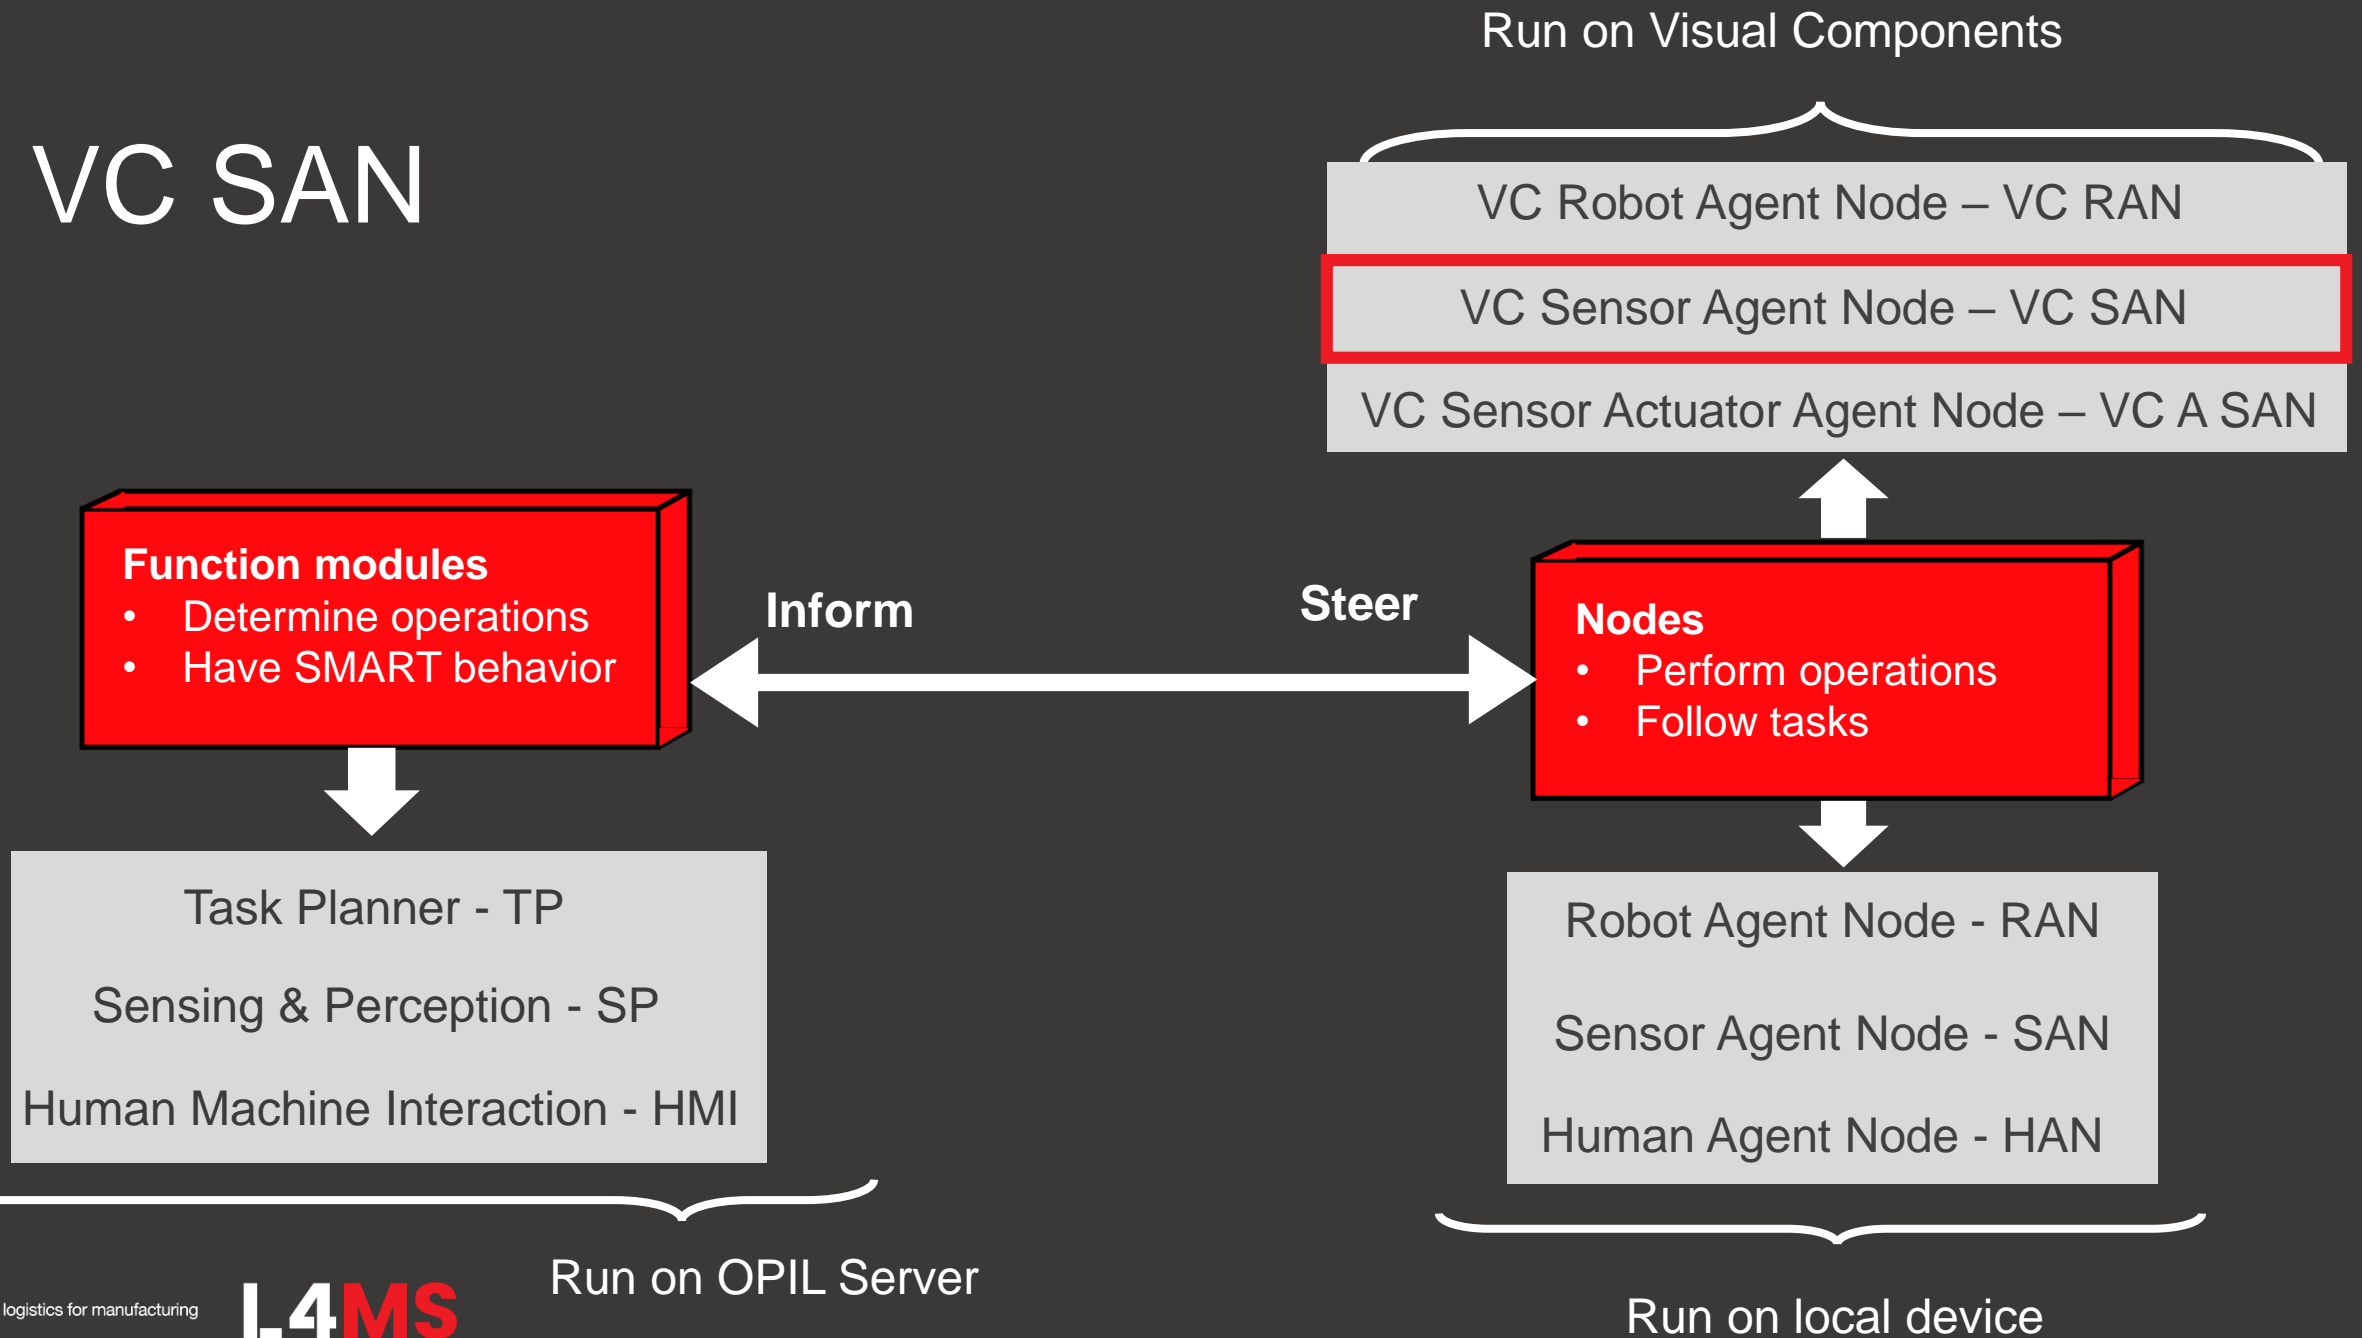 Run on Visual Components
VC SAN
VC Robot Agent Node – VC RAN
VC Sensor Agent Node – VC SAN
VC Sensor Actuator Agent Node – VC A SAN
Function modules
• Determine operations
• Have SMART behavior
Inform
Steer
Nodes
• Perform operations
• Follow tasks
Task Planner - TP
Sensing & Perception - SP
Human Machine Interaction - HMI
Robot Agent Node - RAN
Sensor Agent Node - SAN
Human Agent Node - HAN
Run on OPIL Server
Run on local device
logistics for manufacturing
L4MS